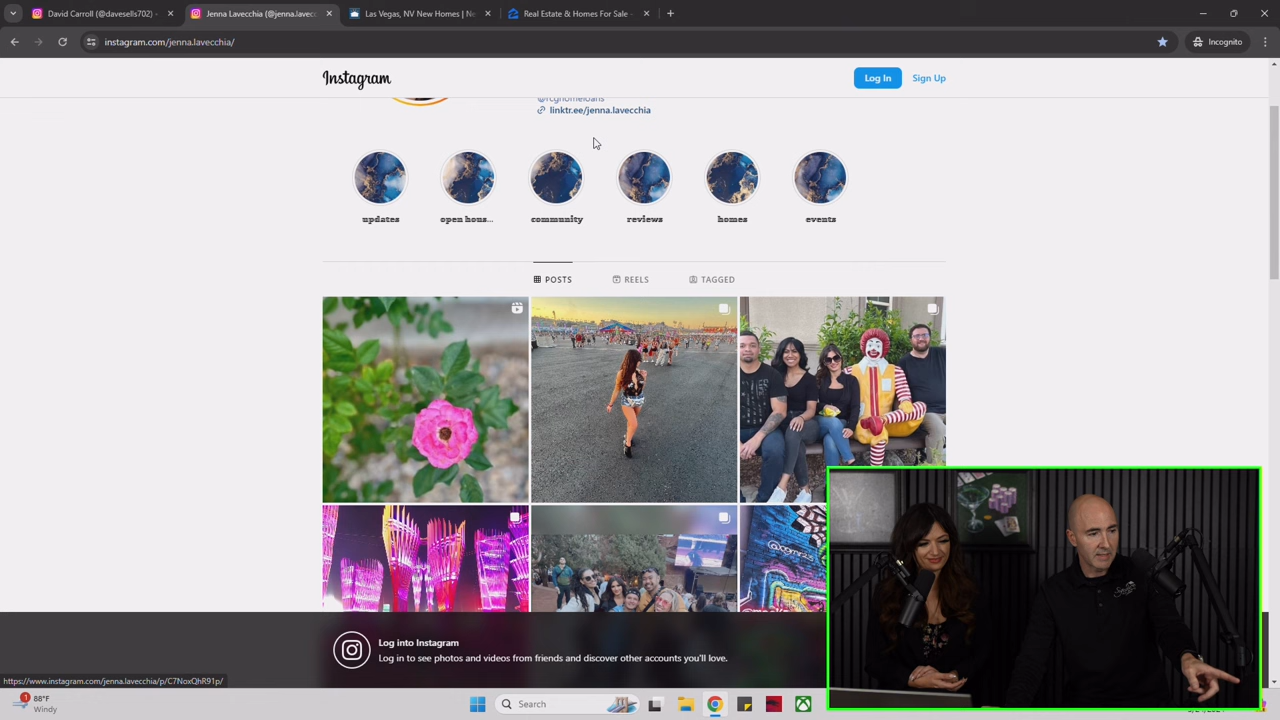 David Carroll (@davesells702) •
Jenna Lavecchia (@jenna.lavecc
Las Vegas, NV New Homes | Ne
Real Estate & Homes For Sale -
instagram.com/jenna.lavecchia/
Incognito
Instagram
Log In
Sign Up
@rcghomeloans
linktr.ee/jenna.lavecchia
updates
open hous...
community
reviews
homes
events
POSTS
REELS
TAGGED
Log into Instagram
Log in to see photos and videos from friends and discover other accounts you'll love.
https://www.instagram.com/jenna.lavecchia/p/C7NoxQhR91p/
1
88°F
Windy
Search